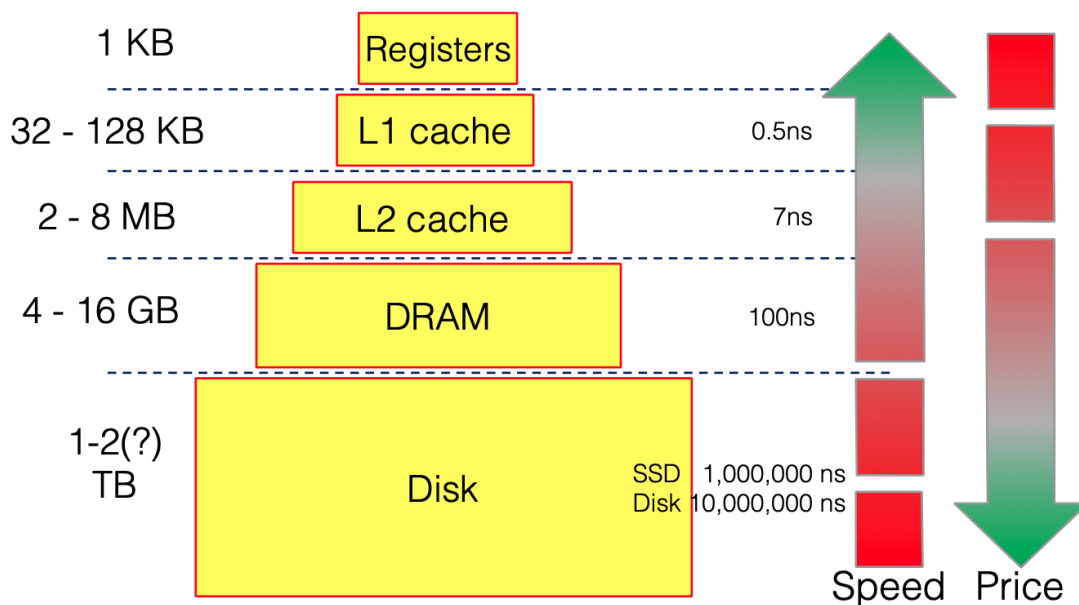 1 KB
Registers
32 - 128 KB
L1 cache
0.5ns
2 - 8 MB
L2 cache
7ns
4 - 16 GB
DRAM
100ns
1-2(?)
TB
Disk
SSD 1,000,000 ns
Disk 10,000,000 ns
Speed
Price